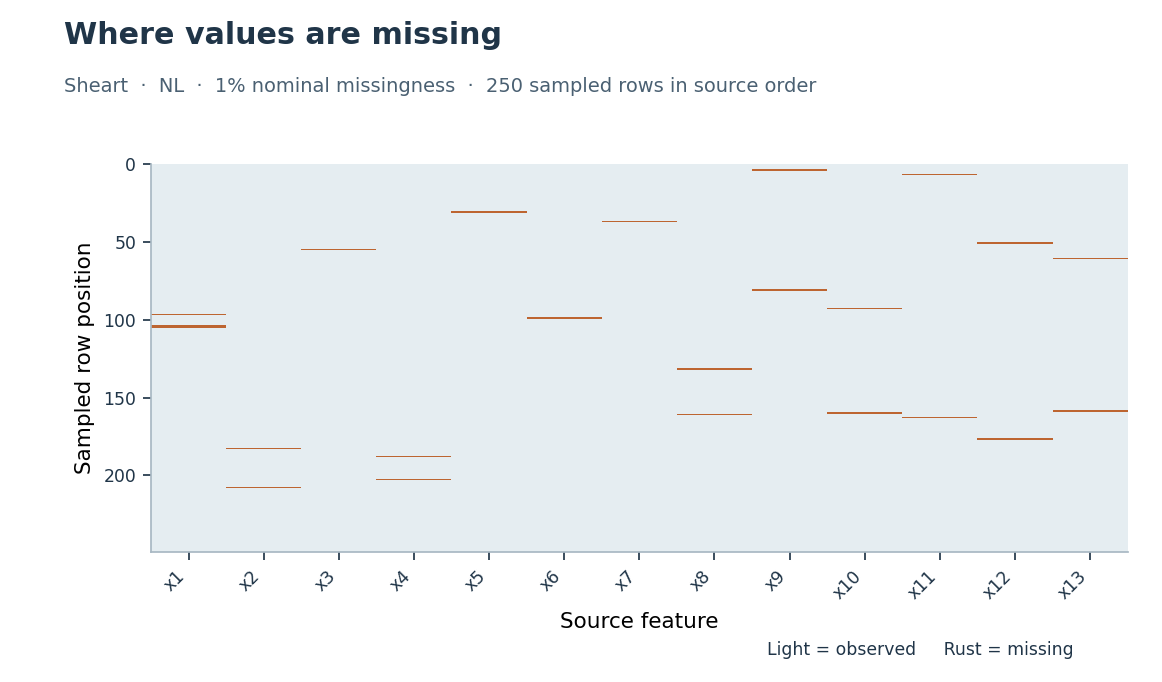 Where values are missing
Sheart · NL · 1% nominal missingness · 250 sampled rows in source order
0
50
100
150
200
Sampled row position
x1 x2 x3 x4 x5 x6 x7 x8 x9 x10 x11 x12 x13
Source feature
Light = observed Rust = missing